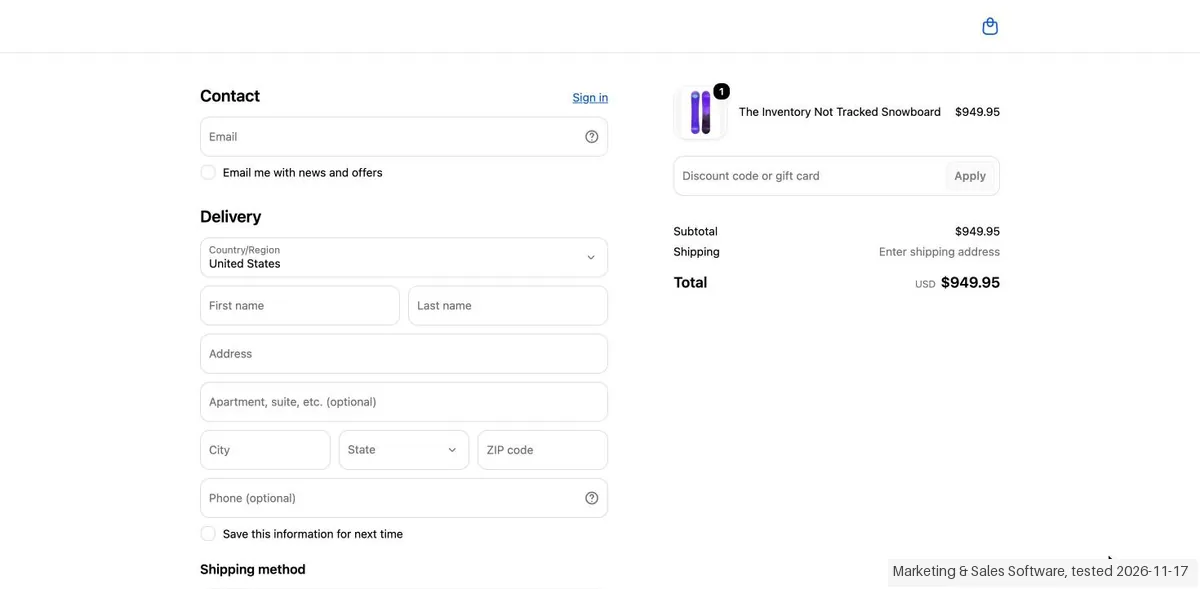 Contact
Sign in
Email
Email me with news and offers
Delivery
Country/Region
United States
First name
Last name
Address
Apartment, suite, etc. (optional)
City
State
ZIP code
Phone (optional)
Save this information for next time
Shipping method
1
The Inventory Not Tracked Snowboard $949.95
Discount code or gift card
Apply
Subtotal $949.95
Shipping Enter shipping address
Total USD $949.95
Marketing & Sales Software, tested 2026-11-17